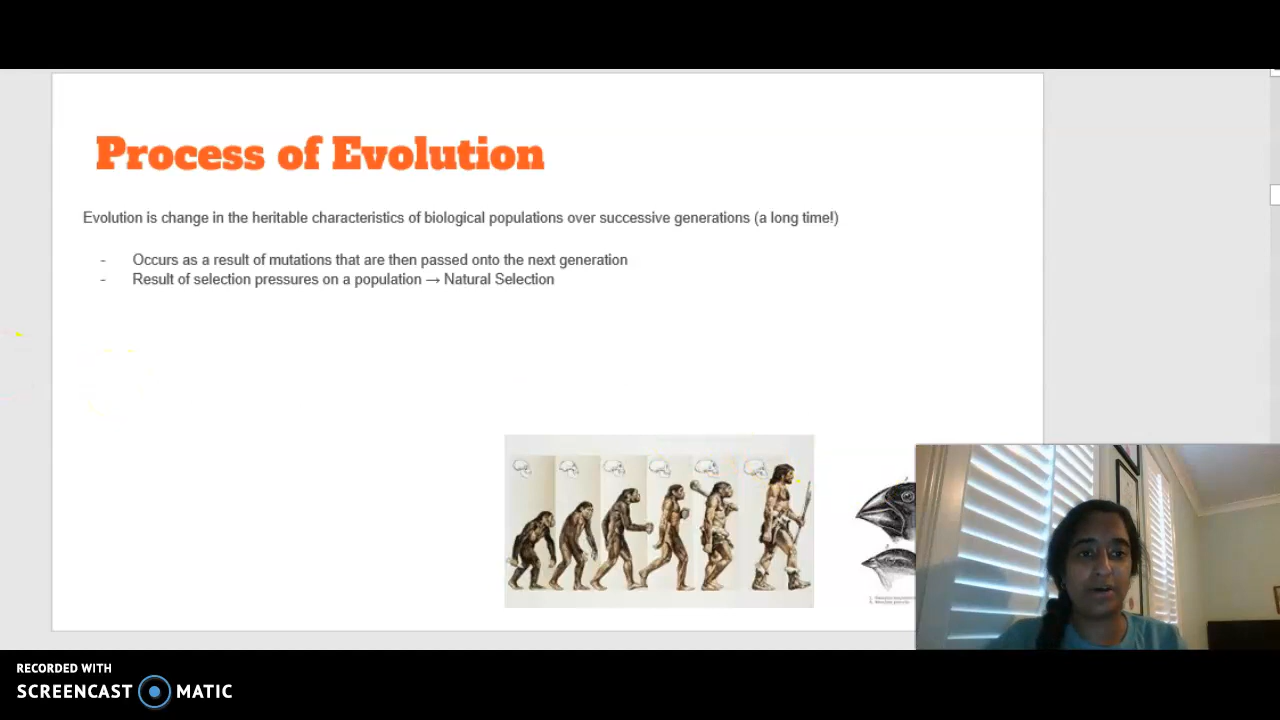 Process of Evolution
Evolution is change in the heritable characteristics of biological populations over successive generations (a long time!)
- Occurs as a result of mutations that are then passed onto the next generation
- Result of selection pressures on a population → Natural Selection
RECORDED WITH
SCREENCAST MATIC